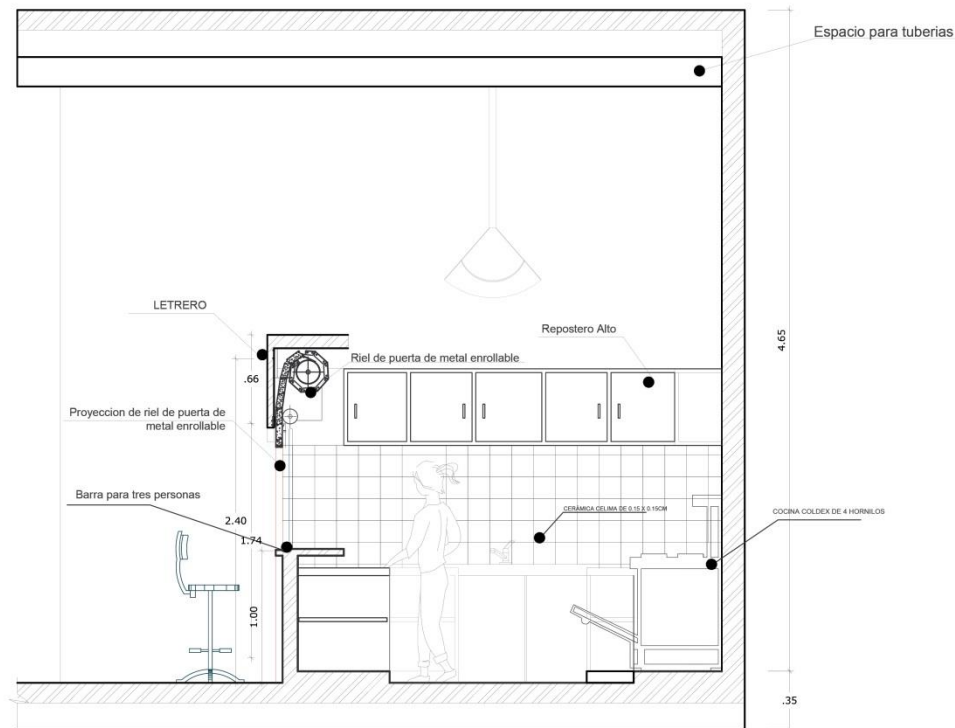 Espacio para tuberias
LETRERO
Repostero Alto
4.65
Riel de puerta de metal enrollable
.66
Proyeccion de riel de puerta de
metal enrollable
Barra para tres personas
CERÁMICA CELIMA DE 0.15 X 0.15CM
COCINA COLDEX DE 4 HORNILOS
2.40
1.74
1.00
.35